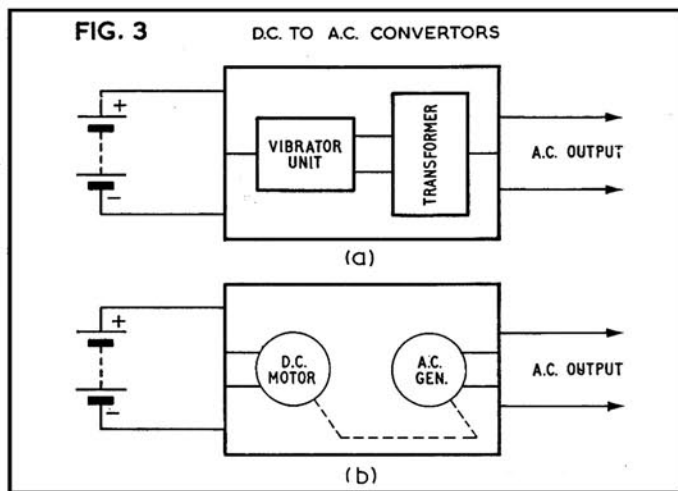 FIG. 3
D.C. TO A.C. CONVERTORS
+
VIBRATOR
UNIT
TRANSFORMER
A.C. OUTPUT
−
(a)
+
D.C.
MOTOR
A.C.
GEN.
A.C. OUTPUT
−
(b)